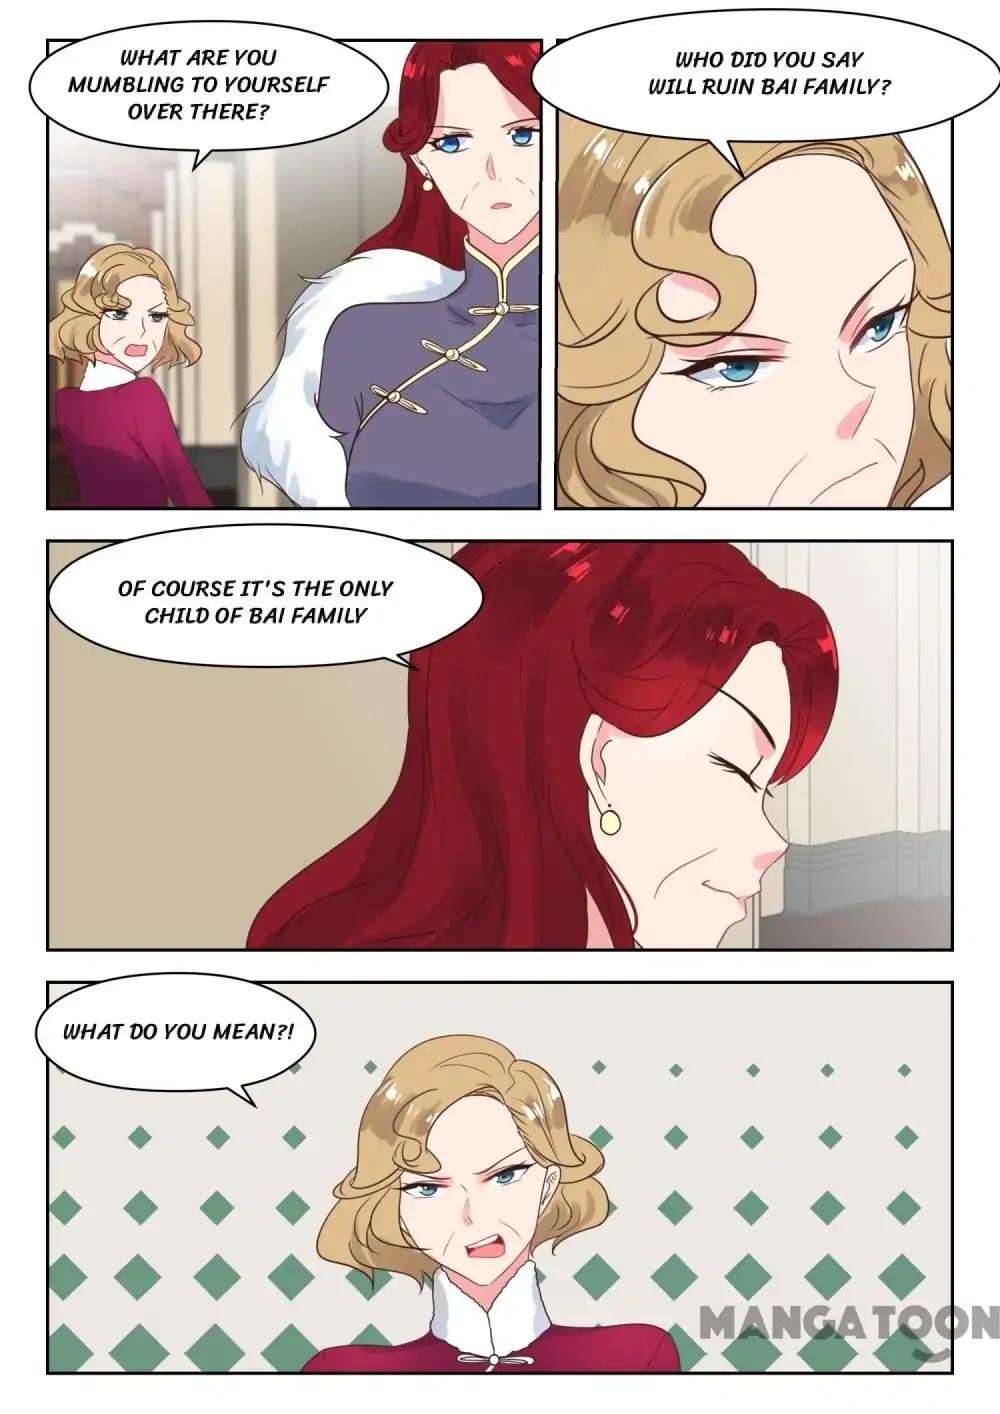 WHAT ARE YOU
MUMBLING TO YOURSELF
OVER THERE?
WHO DID YOU SAY
WILL RUIN BAI FAMILY?
OF COURSE IT'S THE ONLY
CHILD OF BAI FAMILY
WHAT DO YOU MEAN?!
MANGATOON